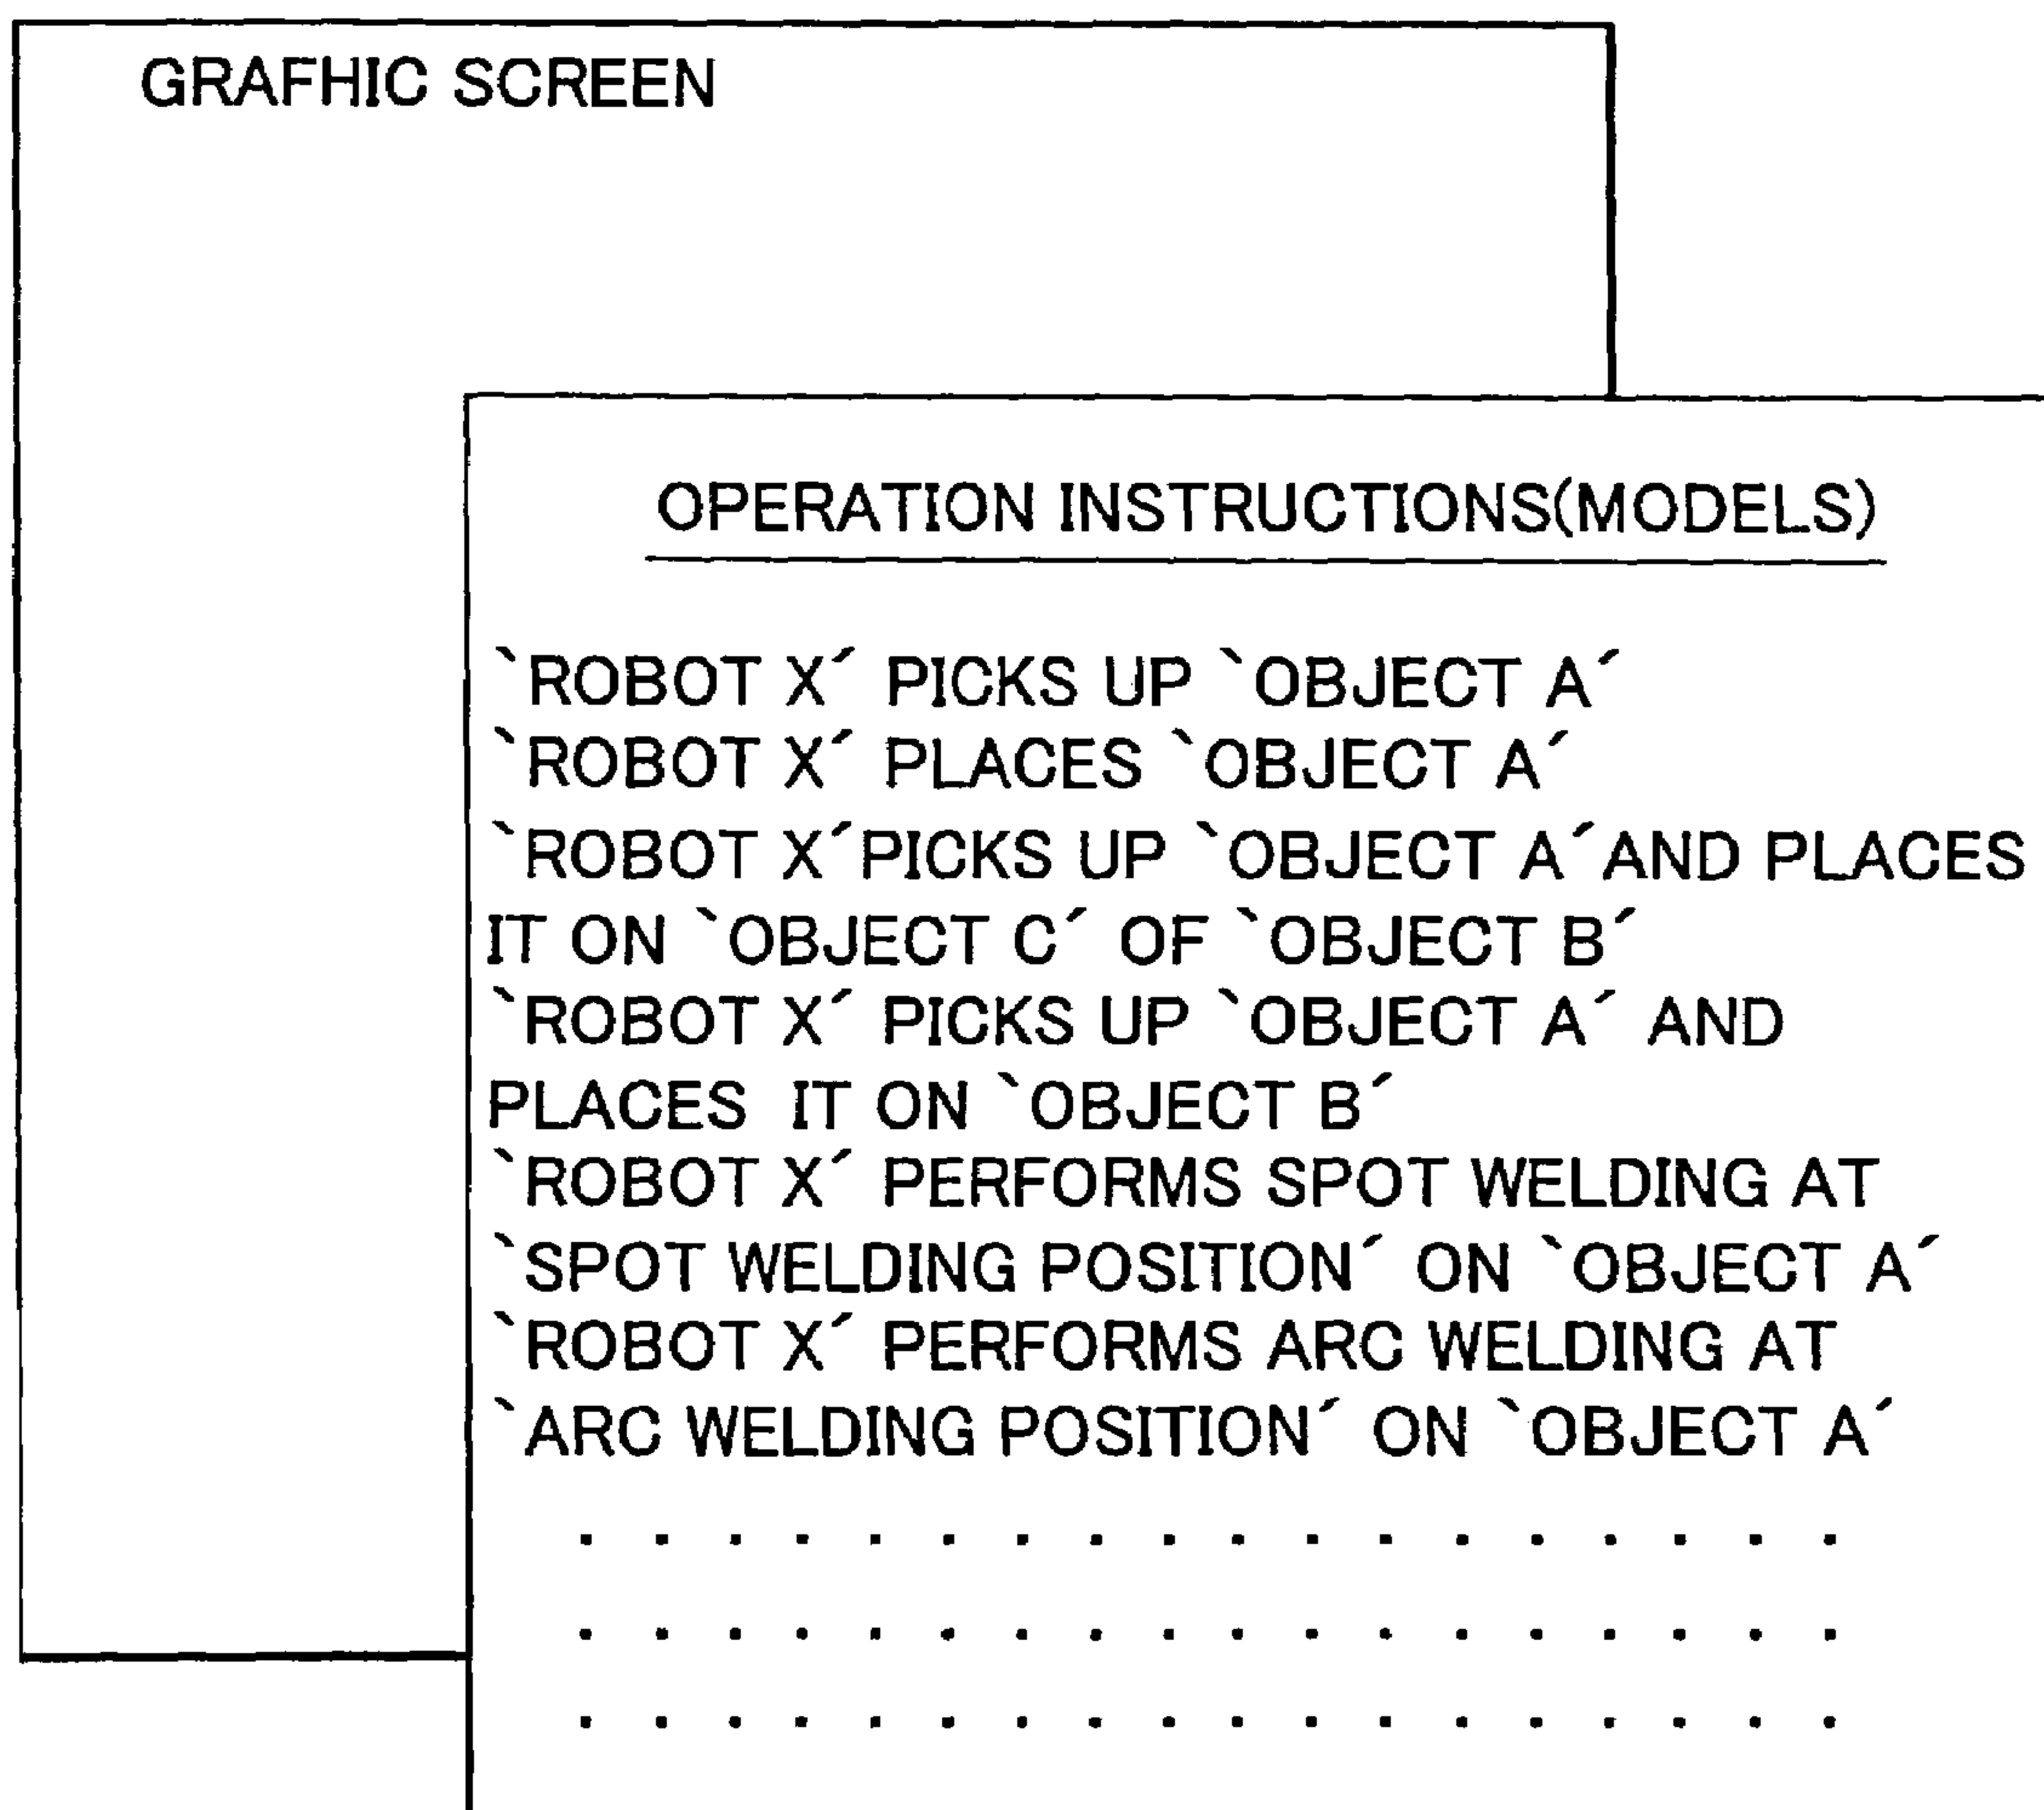 GRAFHIC SCREEN
OPERATION INSTRUCTIONS(MODELS)
`ROBOT X´ PICKS UP `OBJECT A´
`ROBOT X´ PLACES `OBJECT A´
`ROBOT X´PICKS UP `OBJECT A´AND PLACES
IT ON `OBJECT C´ OF `OBJECT B´
`ROBOT X´ PICKS UP `OBJECT A´ AND
PLACES IT ON `OBJECT B´
`ROBOT X´ PERFORMS SPOT WELDING AT
`SPOT WELDING POSITION´ ON `OBJECT A´
`ROBOT X´ PERFORMS ARC WELDING AT
`ARC WELDING POSITION´ ON `OBJECT A´
. . . . . . . . . . . . . . . . . .
. . . . . . . . . . . . . . . . . .
. . . . . . . . . . . . . . . . . .